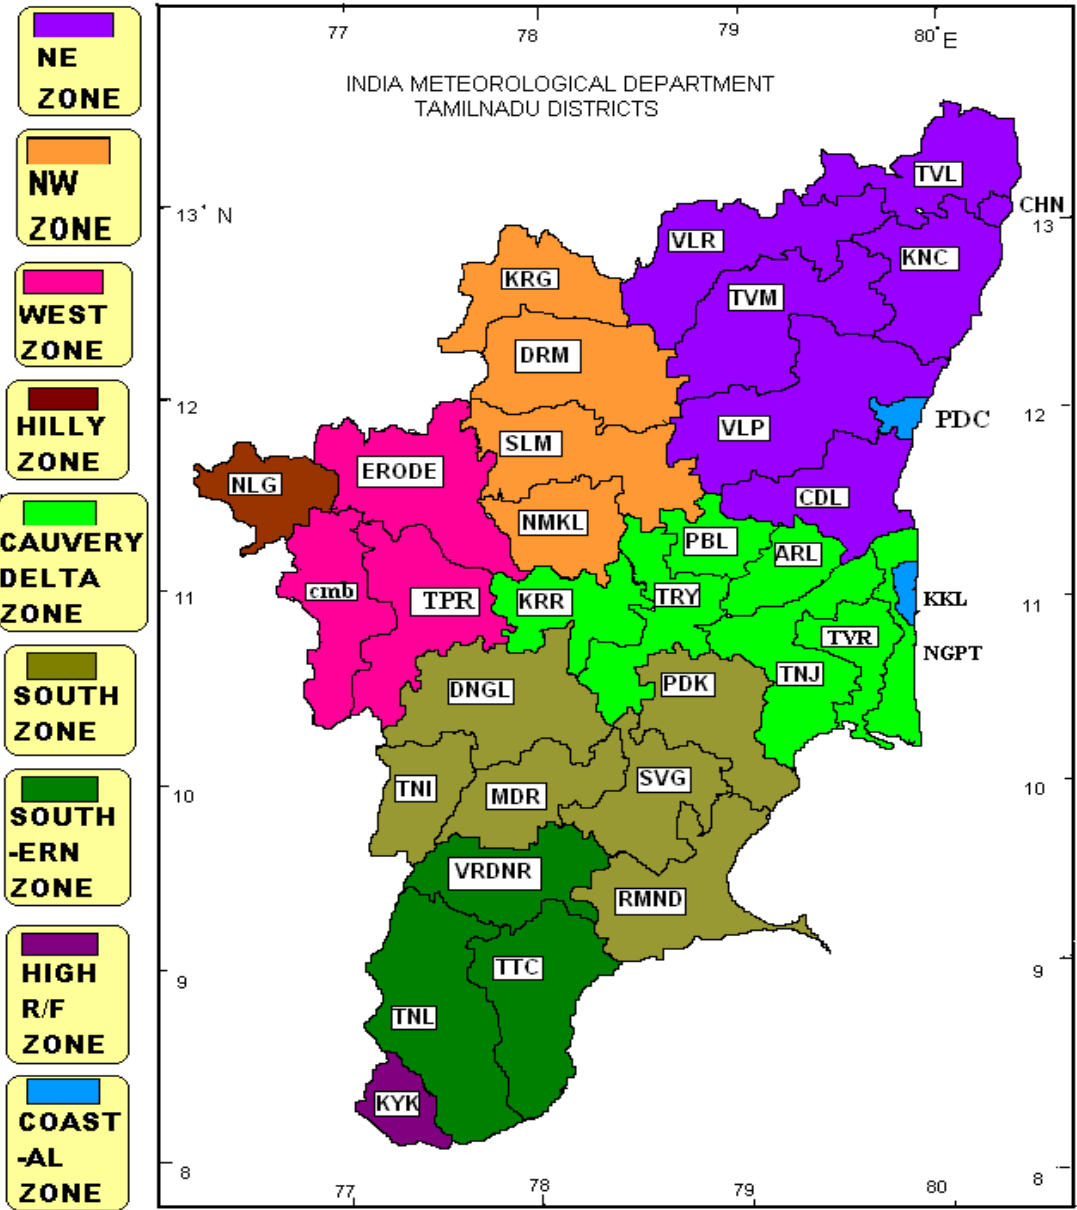 NE
ZONE
NW
ZONE
WEST
ZONE
HILLY
ZONE
CAUVERY
DELTA
ZONE
SOUTH
ZONE
SOUTH
-ERN
ZONE
HIGH
R/F
ZONE
COAST
-AL
ZONE
77 78 79 80° E
INDIA METEOROLOGICAL DEPARTMENT
TAMILNADU DISTRICTS
TVL
CHN
13° N
13
VLR
KNC
KRG
TVM
DRM
12
12
PDC
VLP
SLM
ERODE
NLG
CDL
NMKL
PBL
ARL
cmb
TPR
KRR
TRY
11
11
KKL
TVR
NGPT
TNJ
DNGL
PDK
TNI
MDR
SVG
10
10
VRDNR
RMND
TTC
9
9
TNL
KYK
8
8
77 78 79 80